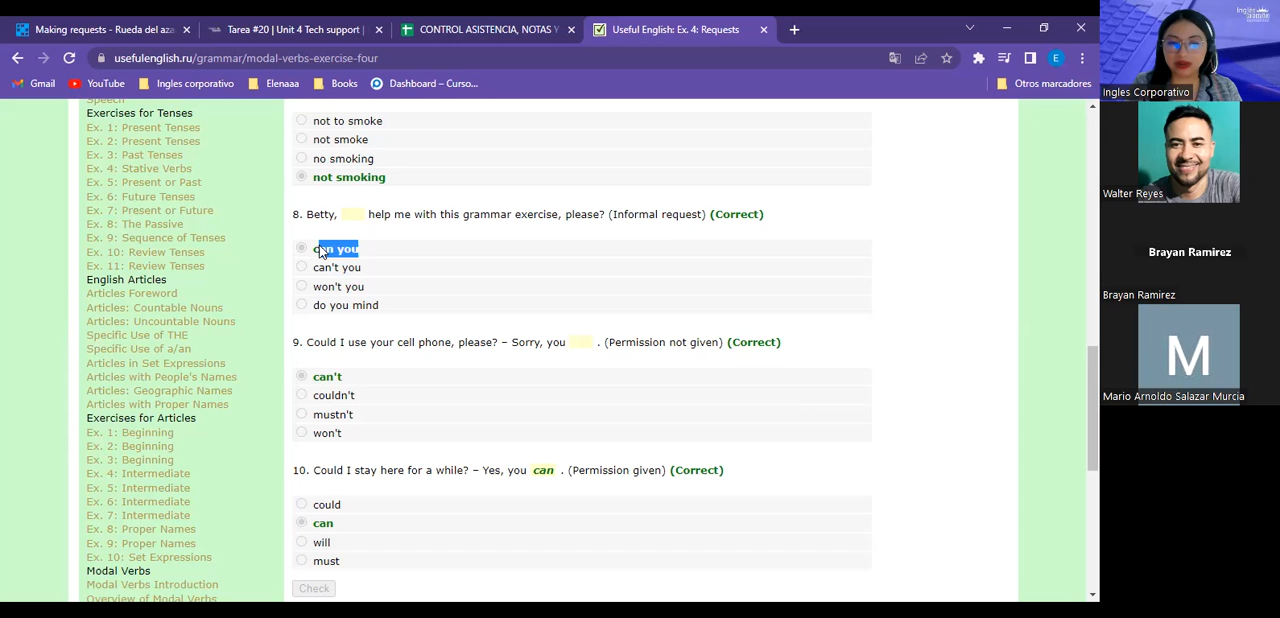 Making requests - Rueda del aza
Tarea #20 | Unit 4 Tech support |
CONTROL ASISTENCIA, NOTAS Y
Useful English: Ex. 4: Requests
usefulenglish.ru/grammar/modal-verbs-exercise-four
E
Gmail
YouTube
Ingles corporativo
Elenaaa
Books
Dashboard – Curso...
Otros marcadores
Speech
Exercises for Tenses
Ex. 1: Present Tenses
Ex. 2: Present Tenses
Ex. 3: Past Tenses
Ex. 4: Stative Verbs
Ex. 5: Present or Past
Ex. 6: Future Tenses
Ex. 7: Present or Future
Ex. 8: The Passive
Ex. 9: Sequence of Tenses
Ex. 10: Review Tenses
Ex. 11: Review Tenses
English Articles
Articles Foreword
Articles: Countable Nouns
Articles: Uncountable Nouns
Specific Use of THE
Specific Use of a/an
Articles in Set Expressions
Articles with People's Names
Articles: Geographic Names
Articles with Proper Names
Exercises for Articles
Ex. 1: Beginning
Ex. 2: Beginning
Ex. 3: Beginning
Ex. 4: Intermediate
Ex. 5: Intermediate
Ex. 6: Intermediate
Ex. 7: Intermediate
Ex. 8: Proper Names
Ex. 9: Proper Names
Ex. 10: Set Expressions
Modal Verbs
Modal Verbs Introduction
Overview of Modal Verbs
not to smoke
not smoke
no smoking
not smoking
8. Betty, help me with this grammar exercise, please? (Informal request) (Correct)
can you
can't you
won't you
do you mind
9. Could I use your cell phone, please? – Sorry, you . (Permission not given) (Correct)
can't
couldn't
mustn't
won't
10. Could I stay here for a while? – Yes, you can . (Permission given) (Correct)
could
can
will
must
Check
Ingles Corporativo
Walter Reyes
Brayan Ramirez
Brayan Ramirez
M
Mario Arnoldo Salazar Murcia